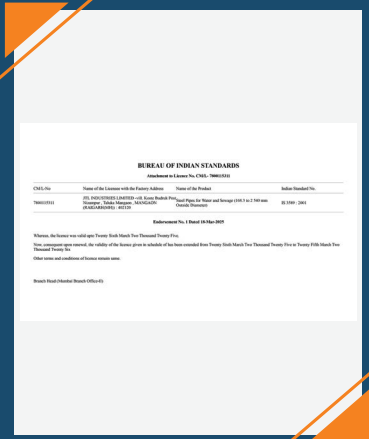 BUREAU OF INDIAN STANDARDS
Attachment to Licence No. CM/L- 7000115311
CM/L-No Name of the Licensee with the Factory Address Name of the Product Indian Standard No.
7000115311
JTL INDUSTRIES LIMITED -vill. Kuste Budruk Post
Nizampur, Taluka Mangaon, MANGAON
(RAIGARH(MH)) : 402120
Steel Pipes for Water and Sewage (168.3 to 2 540 mm
Outside Diameter)
IS 3589 : 2001
Endorsement No. 1 Dated 18-Mar-2025
Whereas, the licence was valid upto Twenty Sixth March Two Thousand Twenty Five.
Now, consequent upon renewal, the validity of the licence given in schedule of has been extended from Twenty Sixth March Two Thousand Twenty Five to Twenty Fifth March Two
Thousand Twenty Six
Other terms and conditions of licence remain same.
Branch Head (Mumbai Branch Office-II)